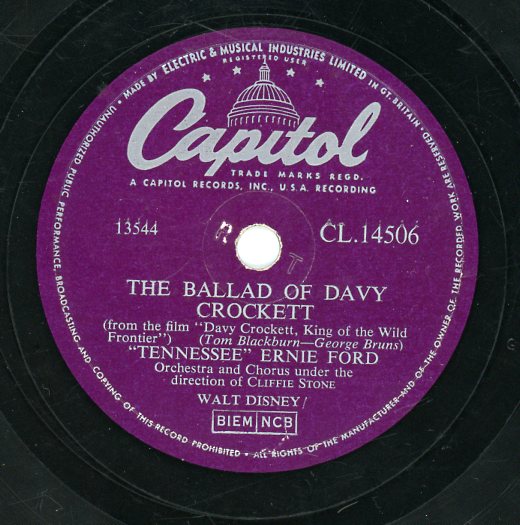 MADE BY ELECTRIC & MUSICAL INDUSTRIES LIMITED IN GT. BRITAIN • ALL RIGHTS OF THE MANUFACTURER AND OF THE OWNER OF THE RECORDED WORK ARE RESERVED
UNAUTHORIZED PUBLIC PERFORMANCE, BROADCASTING AND COPYING OF THIS RECORD PROHIBITED •
REGISTERED USER
Capitol
TRADE MARKS REGD.
A CAPITOL RECORDS, INC., U.S.A. RECORDING
13544
CL.14506
R
T
THE BALLAD OF DAVY
CROCKETT
(from the film "Davy Crockett, King of the Wild
Frontier") (Tom Blackburn—George Bruns)
"TENNESSEE" ERNIE FORD
Orchestra and Chorus under the
direction of CLIFFIE STONE
WALT DISNEY/
BIEM NCB